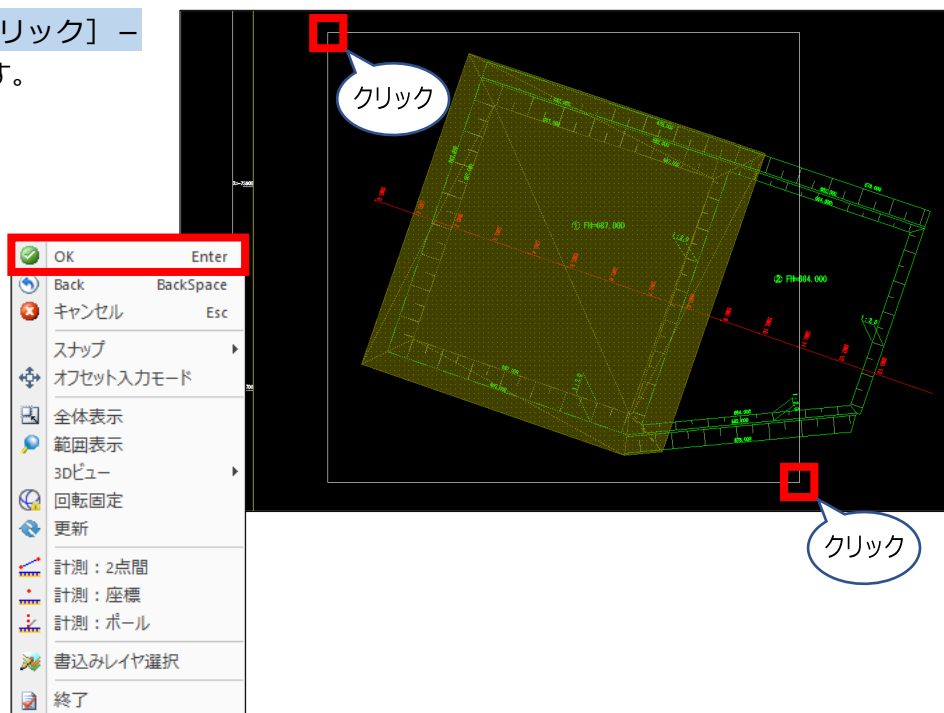 リック］ －
す。
クリック
① FH=687.000
② FH=684.000
クリック
OK Enter
Back BackSpace
キャンセル Esc
スナップ
オフセット入力モード
全体表示
範囲表示
3Dビュー
回転固定
更新
計測：2点間
計測：座標
計測：ポール
書込みレイヤ選択
終了